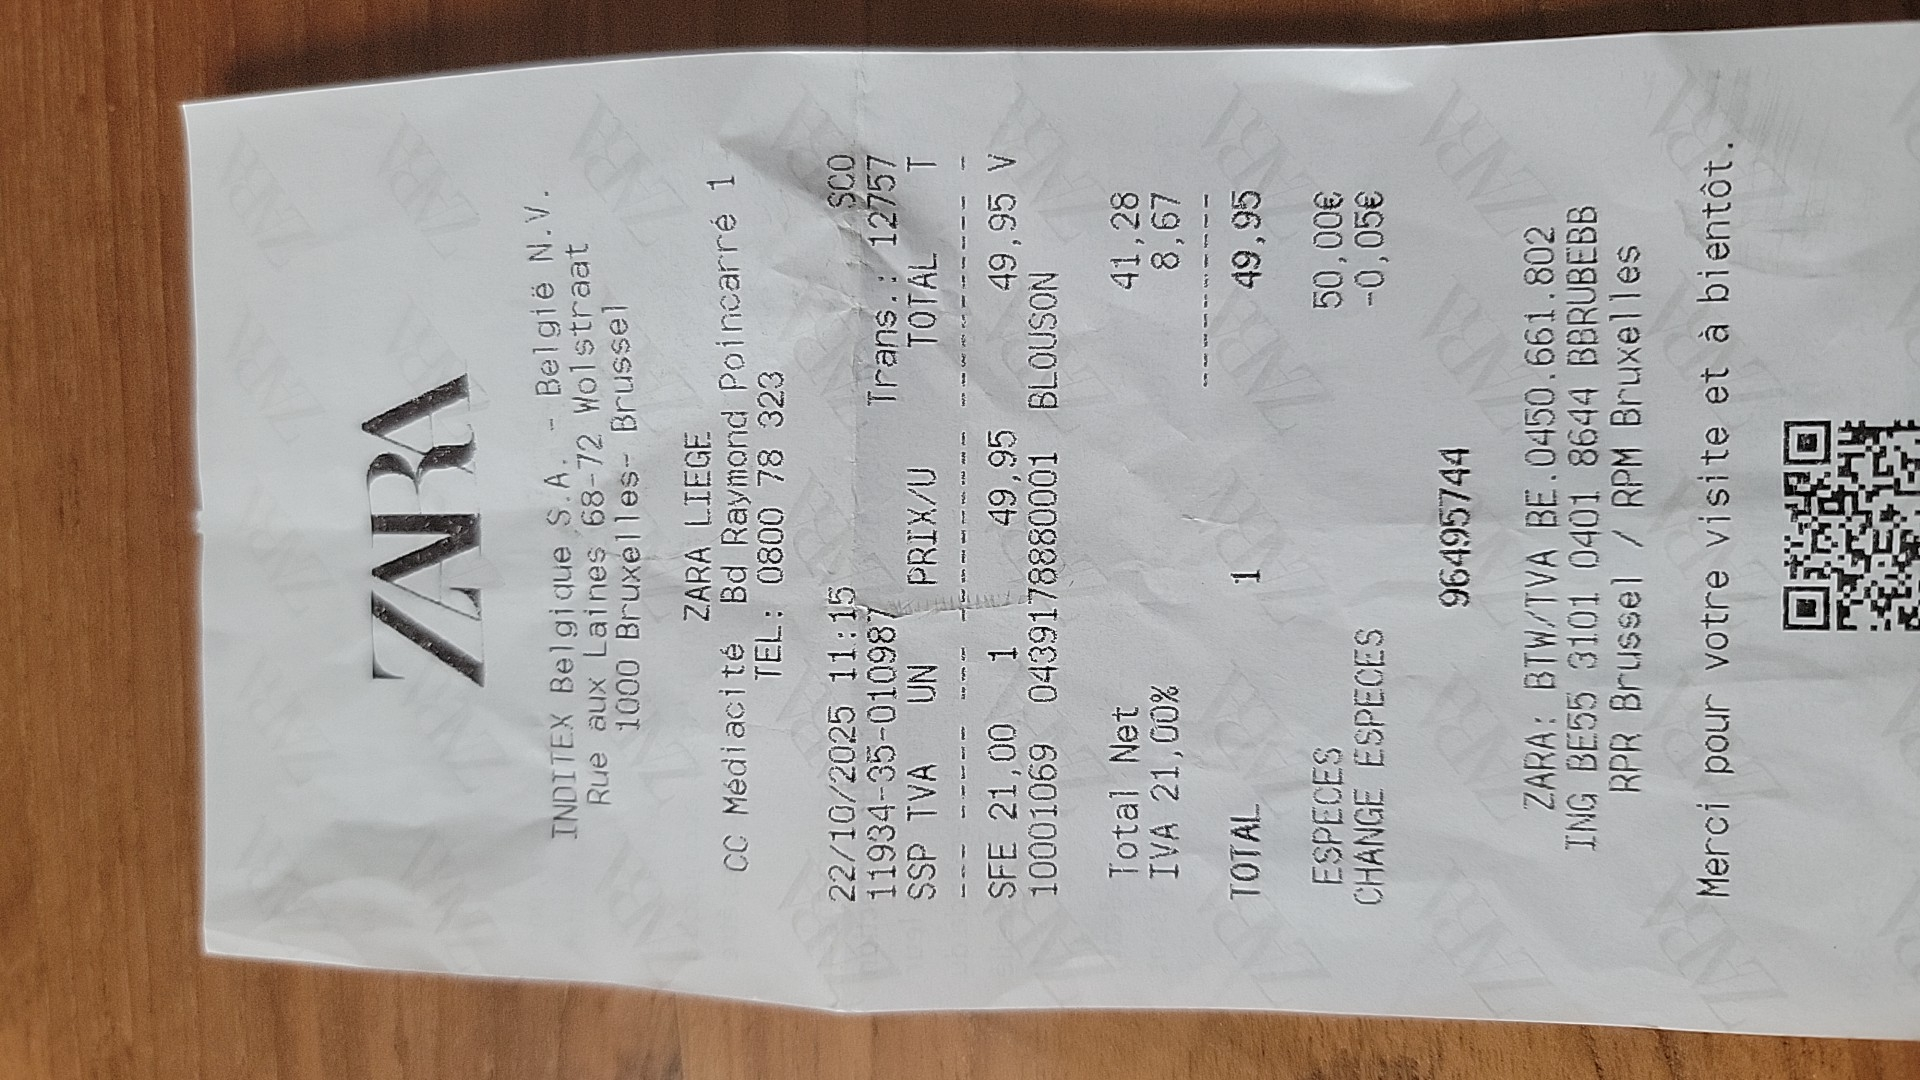 ZARA
INDITEX Belgique S.A. - België N.V.
Rue aux Laines 68-72 Wolstraat
1000 Bruxelles- Brussel
ZARA LIEGE
CC Médiacité Bd Raymond Poincarré 1
TEL: 0800 78 323
22/10/2025 11:15 SCO
11934-35-010987 Trans.: 12757
SSP TVA UN PRIX/U TOTAL T
SFE 21,00 1 49,95 49,95 V
10001069 04391788800​01 BLOUSON
Total Net 41,28
IVA 21,00% 8,67
TOTAL 1 49,95
ESPECES 50,00€
CHANGE ESPECES -0,05€
96495744
ZARA: BTW/TVA BE.0450.661.802
ING BE55 3101 0401 8644 BBRUBEBB
RPR Brussel / RPM Bruxelles
Merci pour votre visite et à bientôt.